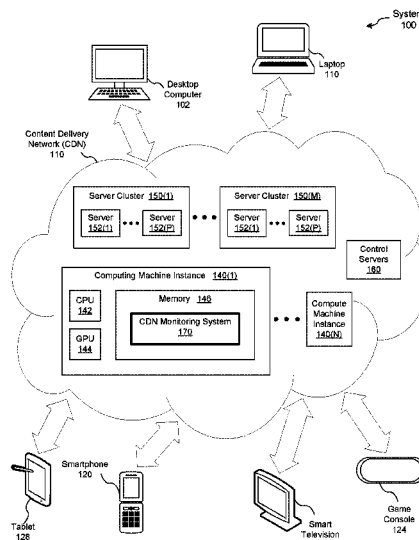 System
100
Desktop
Computer
102
Laptop
110
Content Delivery
Network (CDN)
110
Server Cluster 150(1)
Server Cluster 150(M)
Server
152(1)
Server
152(P)
Server
152(1)
Server
152(P)
Control
Servers
160
Computing Machine Instance 140(1)
CPU
142
Memory 146
CDN Monitoring System
170
GPU
144
Compute
Machine
Instance
140(N)
Tablet
128
Smartphone
120
Smart
Television
Game
Console
124